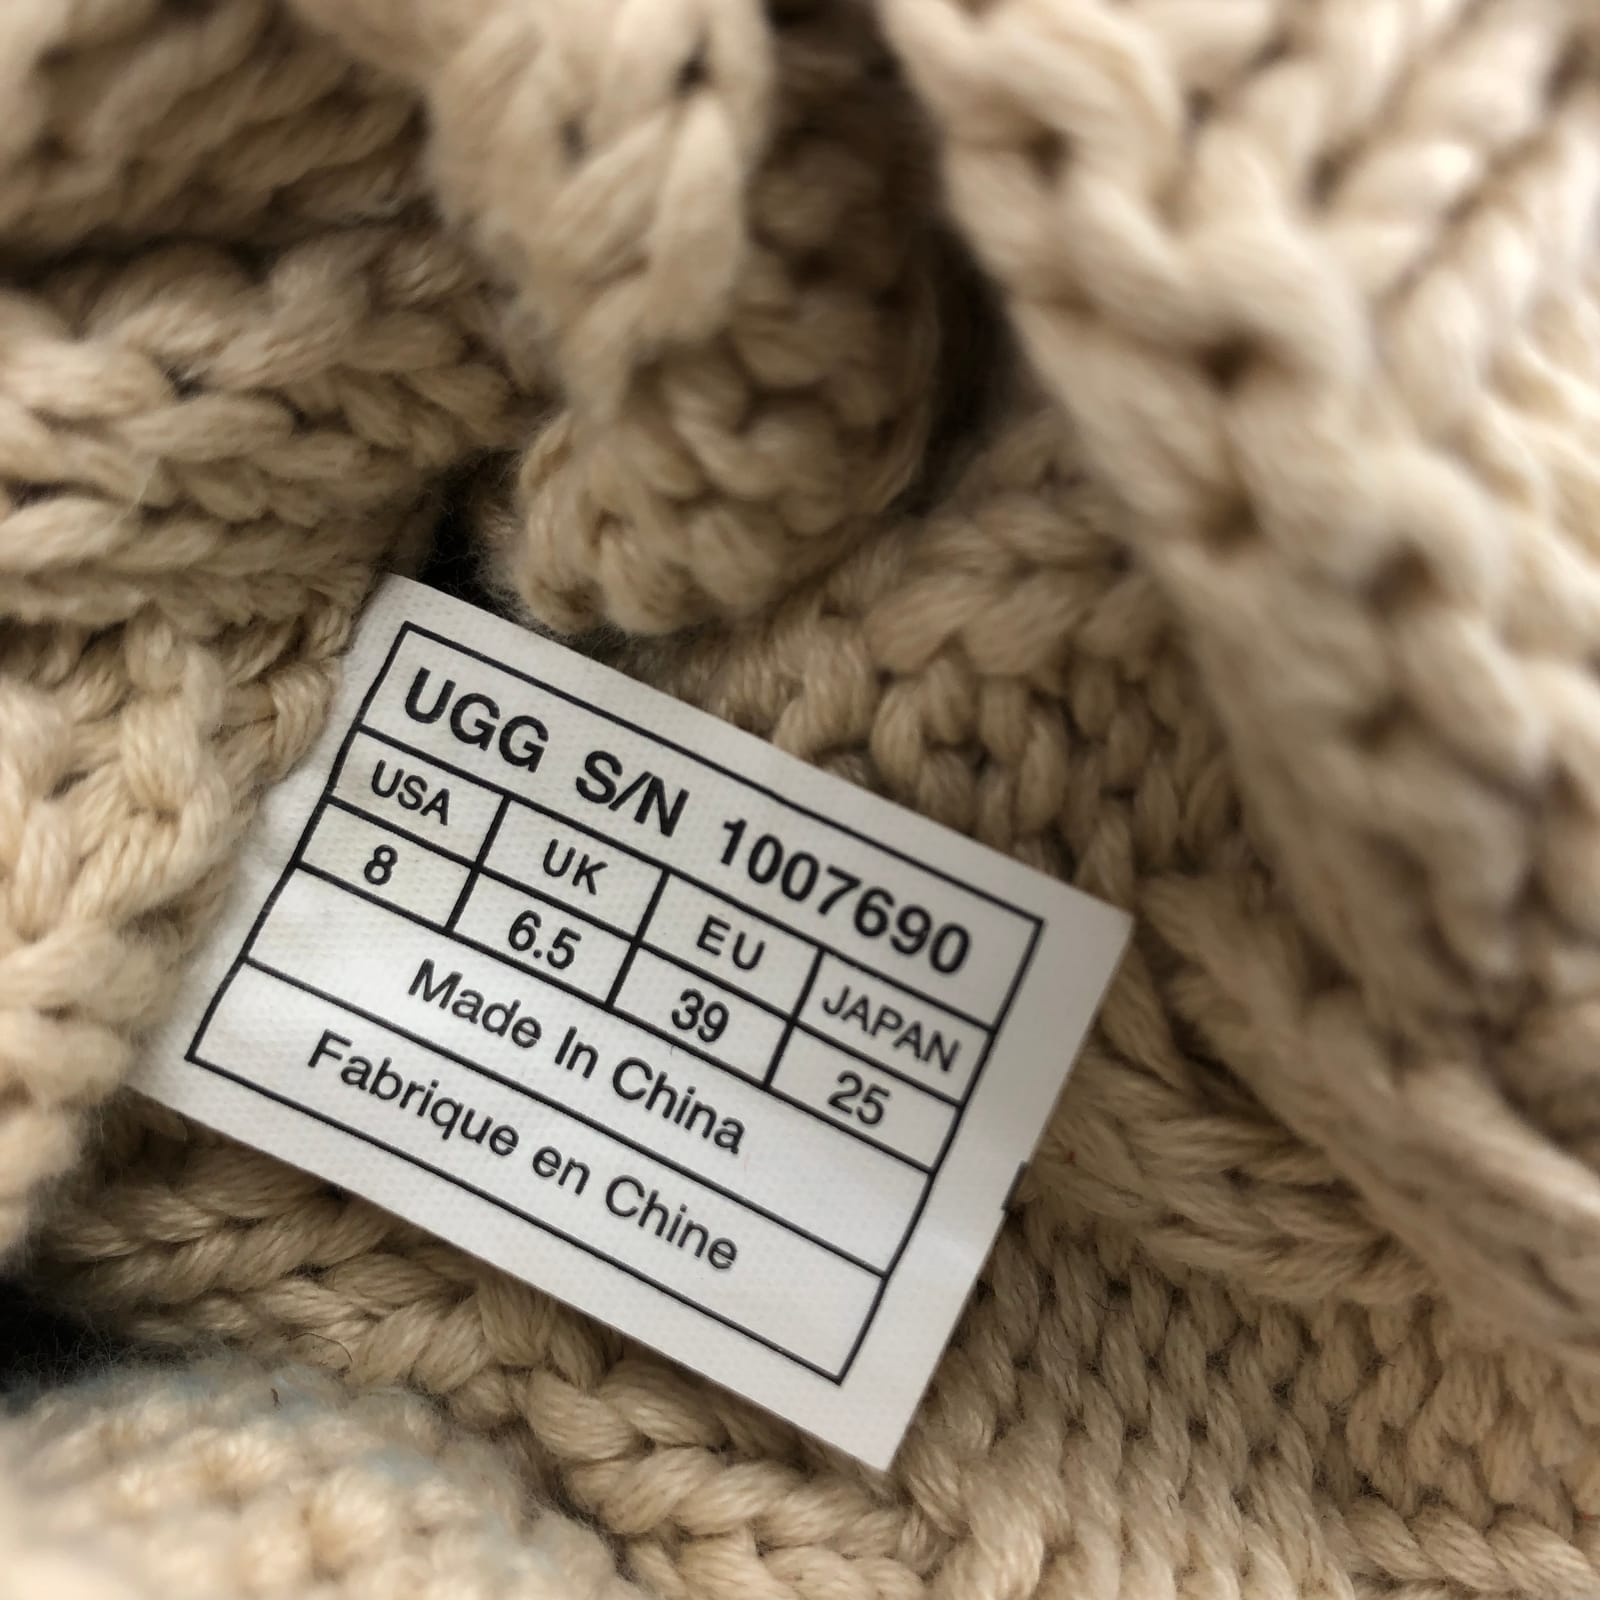 UGG S/N 1007690
USA UK EU JAPAN
8 6.5 39 25
Made In China
Fabrique en Chine